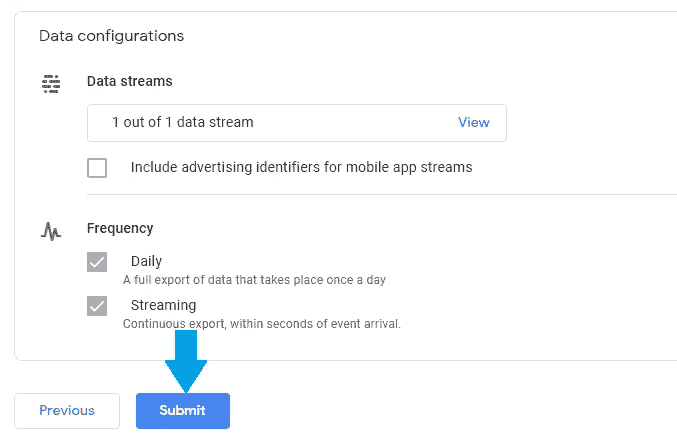 Data configurations
Data streams
1 out of 1 data stream View
Include advertising identifiers for mobile app streams
Frequency
Daily
A full export of data that takes place once a day
Streaming
Continuous export, within seconds of event arrival.
Previous Submit